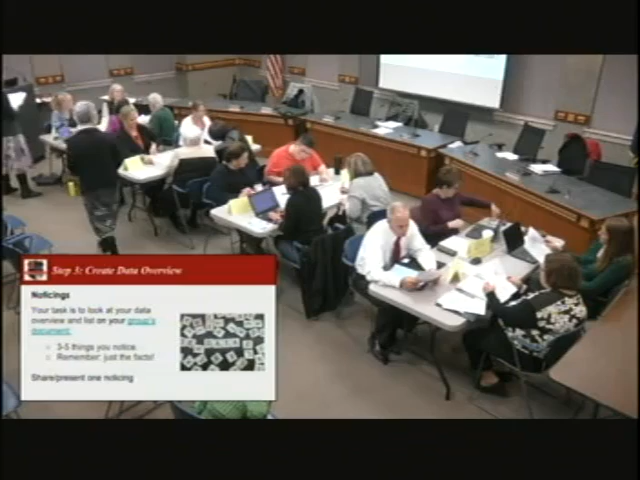 Step 3: Create Data Overview
Noticings
Your task is to look at your data
overview and list on your group's
document.
3-5 things you notice.
Remember: just the facts!
Share/present one noticing